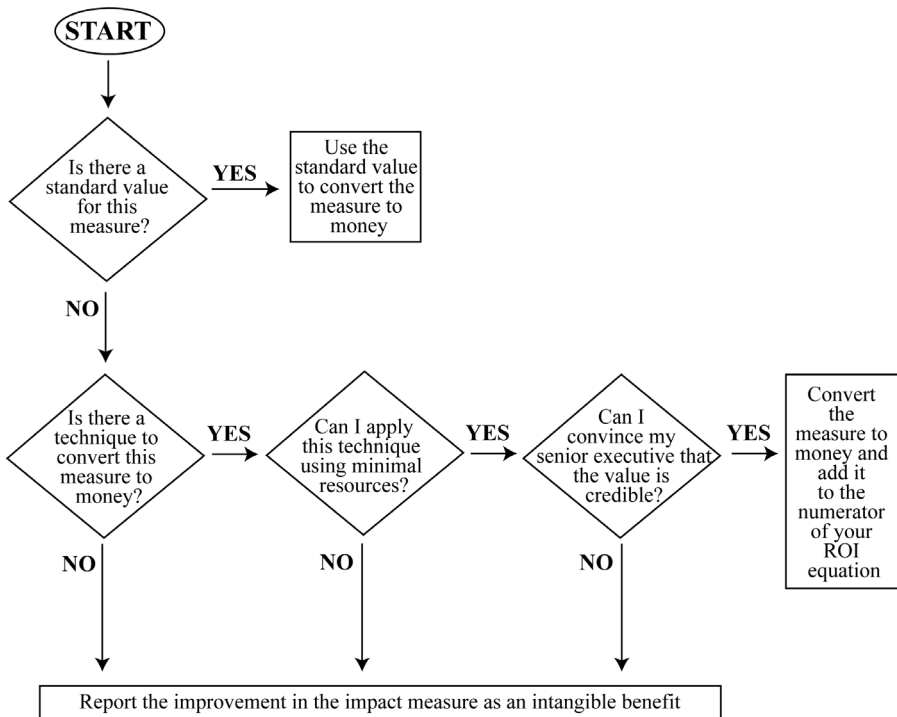 START
Is there a
standard value
for this
measure?
YES
Use the
standard value
to convert the
measure to
money
NO
Is there a
technique to
convert this
measure to
money?
YES
Can I apply
this technique
using minimal
resources?
YES
Can I
convince my
senior executive that
the value is
credible?
YES
Convert
the
measure to
money and
add it
to the
numerator
of your
ROI
equation
NO
NO
NO
Report the improvement in the impact measure as an intangible benefit